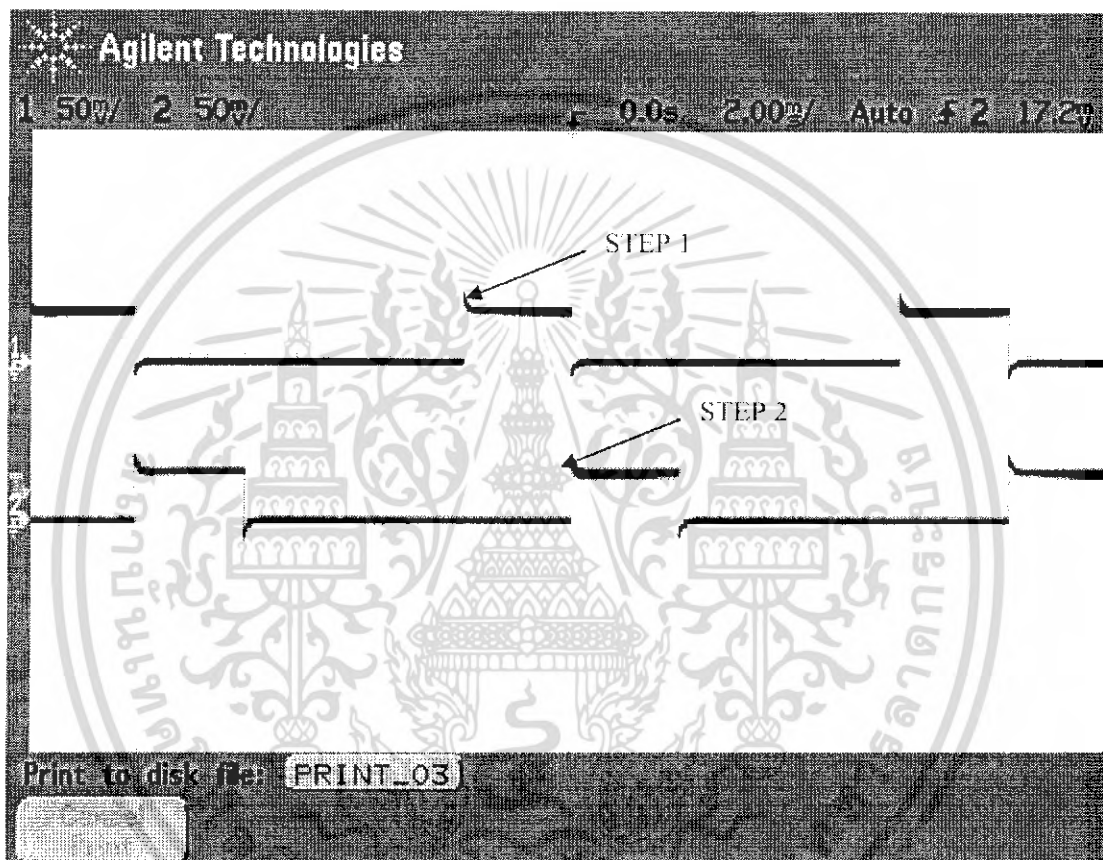 Agilent Technologies
1 50mV/ 2 50mV/ 0.0s 2.00ms/ Auto 2 17.2mV
STEP 1
STEP 2
Print to disk file: PRINT_03